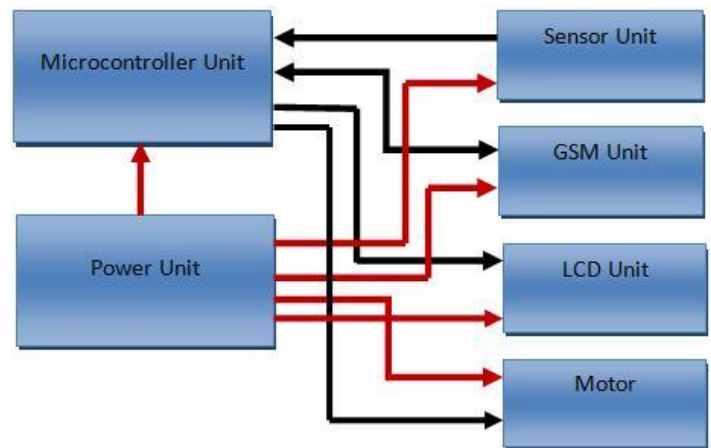 Microcontroller Unit
Sensor Unit
GSM Unit
Power Unit
LCD Unit
Motor